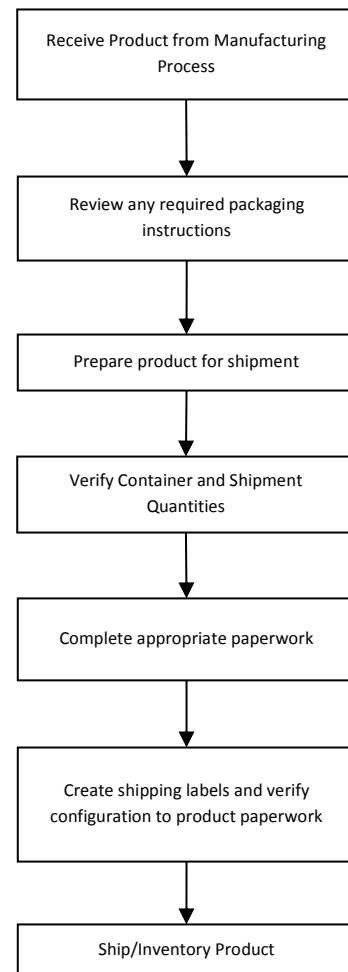 Receive Product from Manufacturing
Process
Review any required packaging
instructions
Prepare product for shipment
Verify Container and Shipment
Quantities
Complete appropriate paperwork
Create shipping labels and verify
configuration to product paperwork
Ship/Inventory Product